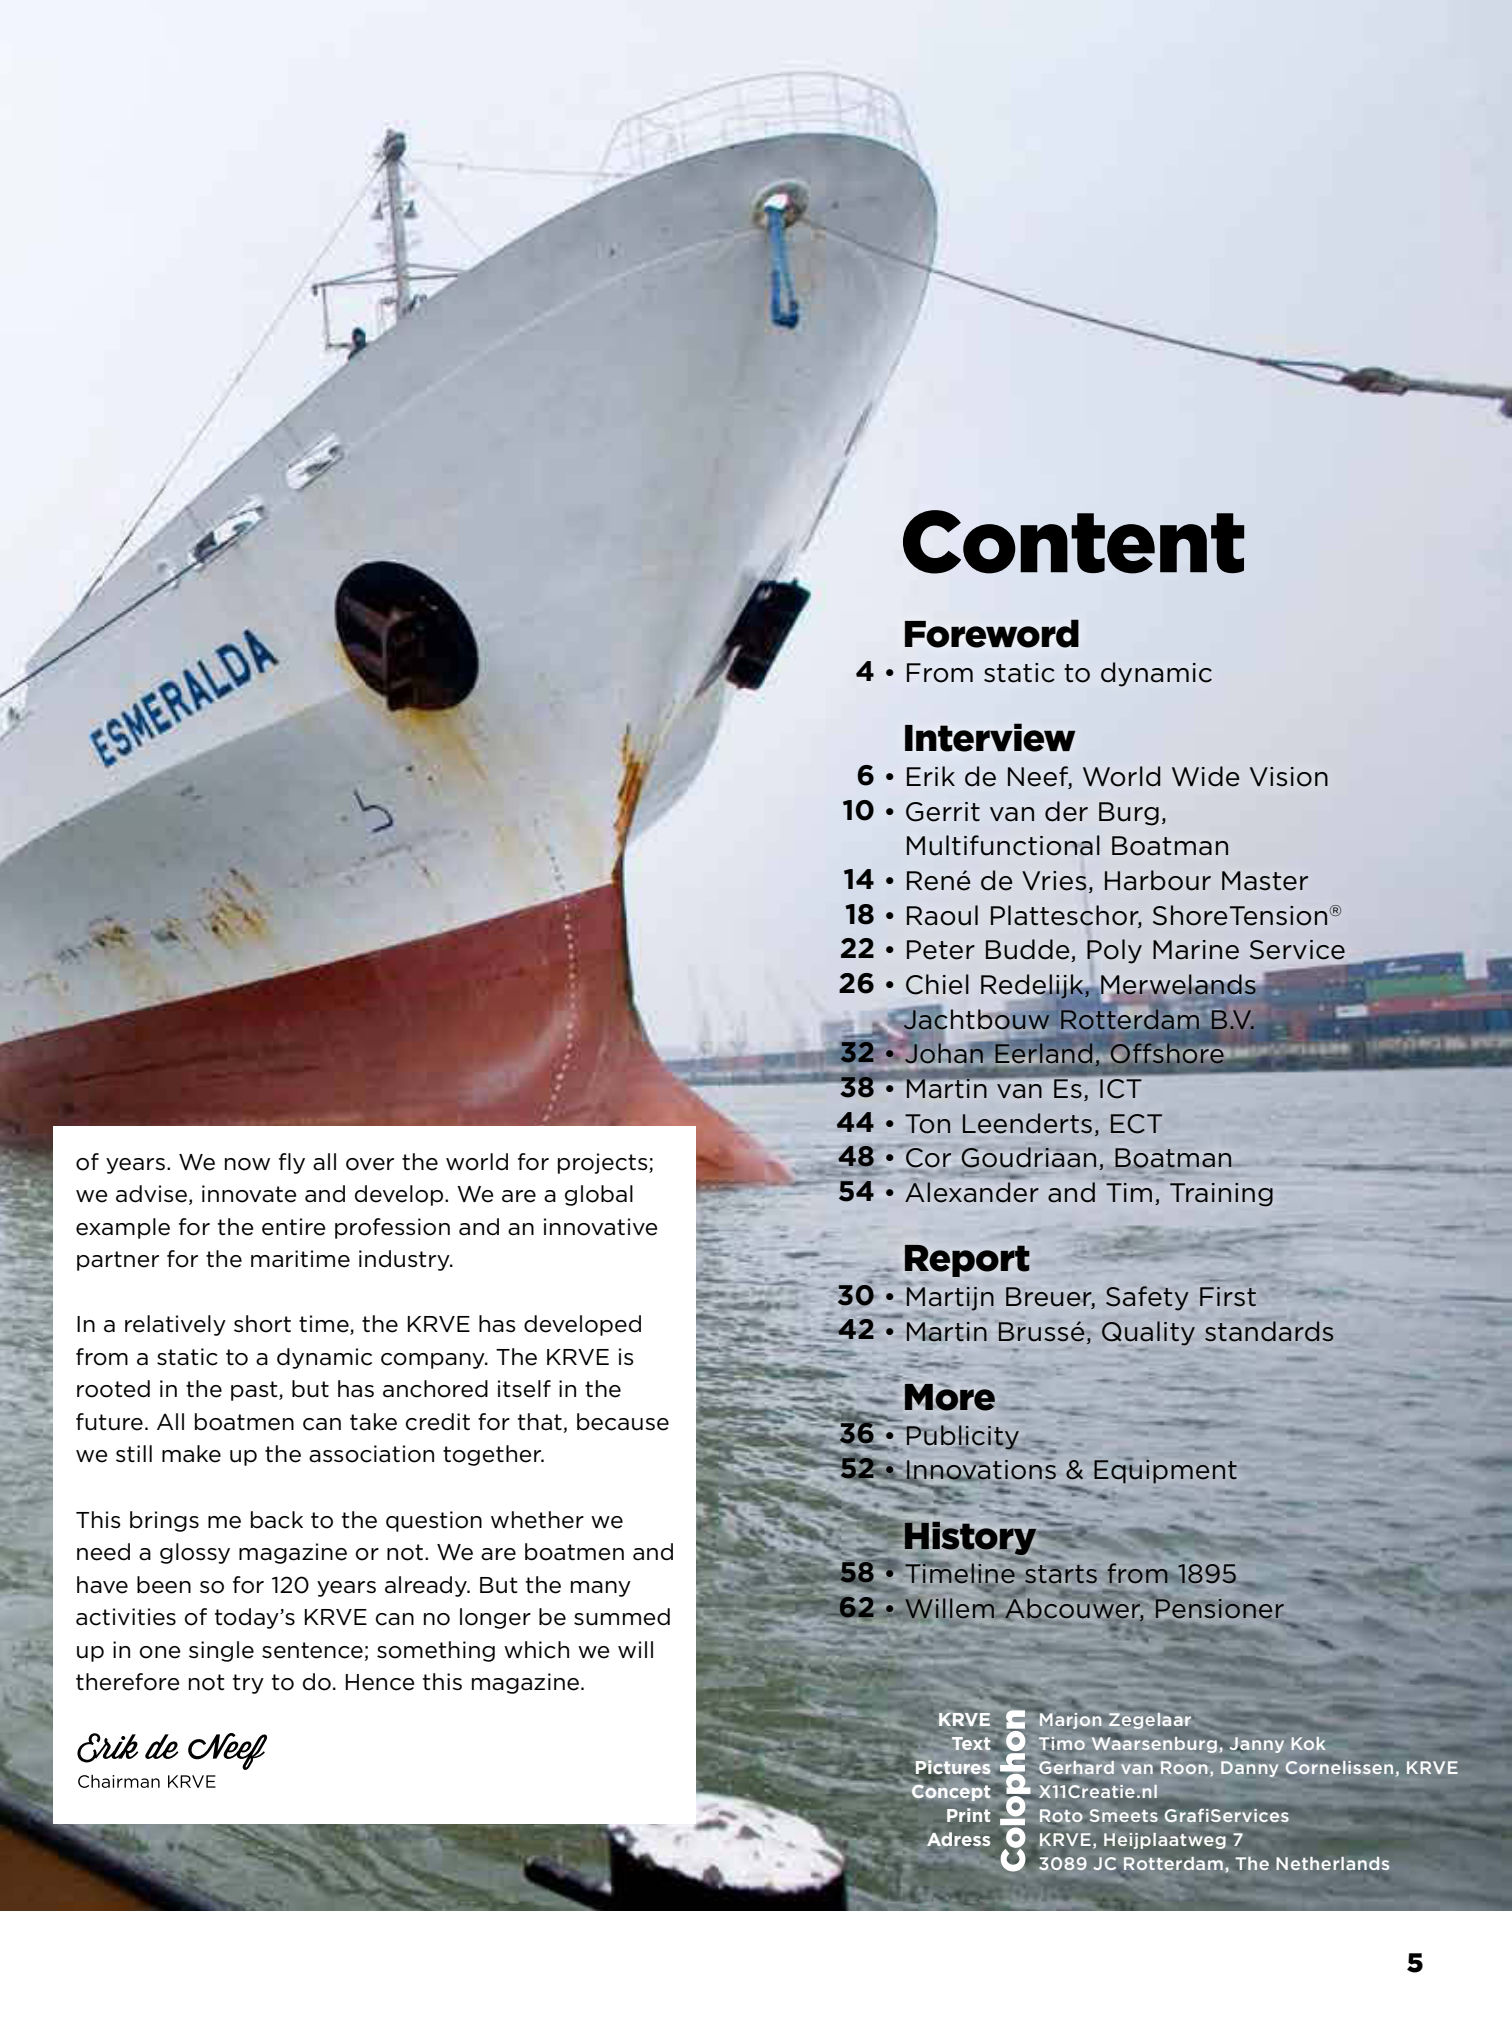 ESMERALDA
Content
Foreword
4 • From static to dynamic
Interview
6 • Erik de Neef, World Wide Vision
10 • Gerrit van der Burg,
Multifunctional Boatman
14 • René de Vries, Harbour Master
18 • Raoul Platteschor, ShoreTension®
22 • Peter Budde, Poly Marine Service
26 • Chiel Redelijk, Merwelands
Jachtbouw Rotterdam B.V.
32 • Johan Eerland, Offshore
38 • Martin van Es, ICT
44 • Ton Leenderts, ECT
48 • Cor Goudriaan, Boatman
54 • Alexander and Tim, Training
Report
30 • Martijn Breuer, Safety First
42 • Martin Brussé, Quality standards
More
36 • Publicity
52 • Innovations & Equipment
History
58 • Timeline starts from 1895
62 • Willem Abcouwer, Pensioner
of years. We now fly all over the world for projects;
we advise, innovate and develop. We are a global
example for the entire profession and an innovative
partner for the maritime industry.
In a relatively short time, the KRVE has developed
from a static to a dynamic company. The KRVE is
rooted in the past, but has anchored itself in the
future. All boatmen can take credit for that, because
we still make up the association together.
This brings me back to the question whether we
need a glossy magazine or not. We are boatmen and
have been so for 120 years already. But the many
activities of today's KRVE can no longer be summed
up in one single sentence; something which we will
therefore not try to do. Hence this magazine.
Erik de Neef
Chairman KRVE
Colophon
KRVE Marjon Zegelaar
Text Timo Waarsenburg, Janny Kok
Pictures Gerhard van Roon, Danny Cornelissen, KRVE
Concept X11Creatie.nl
Print Roto Smeets GrafiServices
Adress KRVE, Heijplaatweg 7
3089 JC Rotterdam, The Netherlands
5